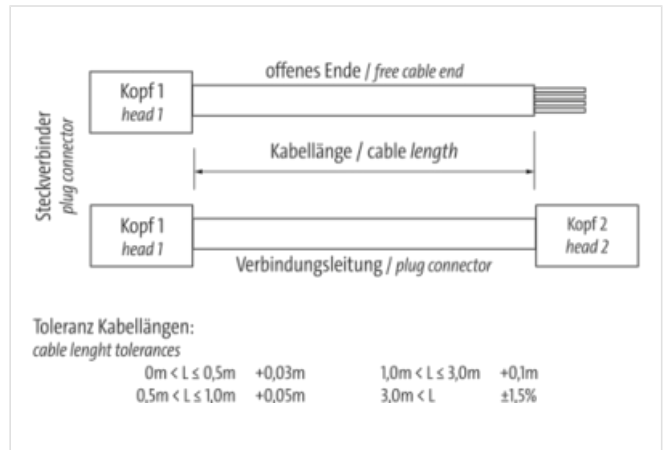 offenes Ende / free cable end
Kopf 1
head 1
Kabellänge / cable length
Steckverbinder
plug connector
Kopf 1
head 1
Kopf 2
head 2
Verbindungsleitung / plug connector
Toleranz Kabellängen:
cable lenght tolerances
0m < L ≤ 0,5m +0,03m 1,0m < L ≤ 3,0m +0,1m
0,5m < L ≤ 1,0m +0,05m 3,0m < L ±1,5%